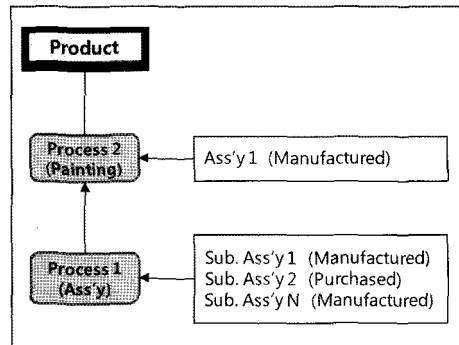 Product
Process 2
(Painting)
Ass'y 1 (Manufactured)
Process 1
(Ass'y)
Sub. Ass'y 1 (Manufactured)
Sub. Ass'y 2 (Purchased)
Sub. Ass'y N (Manufactured)